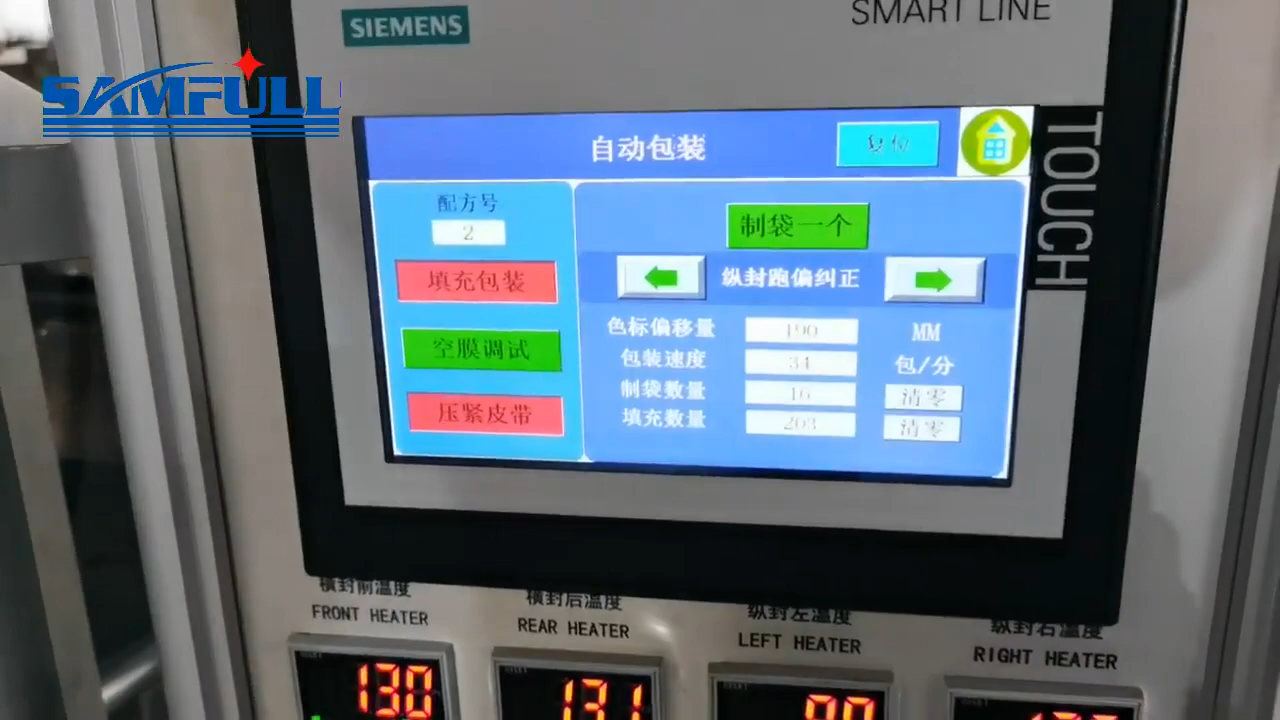 SIEMENS
SMART LINE
SAMFULL
TOUCH
自动包装
复位
配方号
2
填充包装
空膜调试
压紧皮带
制袋一个
纵封跑偏纠正
色标偏移量 190 MM
包装速度 34 包/分
制袋数量 16 清零
填充数量 203 清零
横封前温度
FRONT HEATER
横封后温度
REAR HEATER
纵封左温度
LEFT HEATER
纵封右温度
RIGHT HEATER
130
131